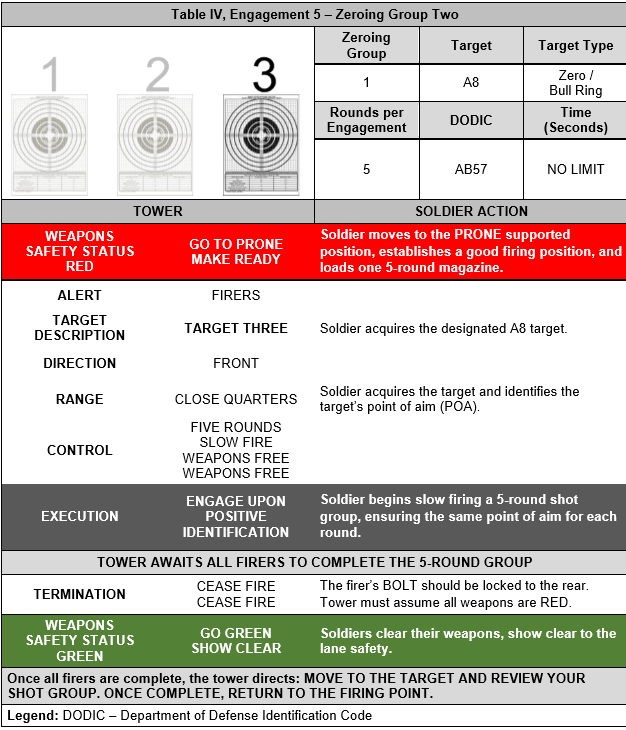 Table IV, Engagement 5 – Zeroing Group Two
1 2 3
Zeroing
Group
Target
Target Type
1
A8
Zero /
Bull Ring
Rounds per
Engagement
DODIC
Time
(Seconds)
5
AB57
NO LIMIT
TOWER
SOLDIER ACTION
WEAPONS
SAFETY STATUS
RED
GO TO PRONE
MAKE READY
Soldier moves to the PRONE supported
position, establishes a good firing position, and
loads one 5-round magazine.
ALERT
FIRERS
TARGET
DESCRIPTION
TARGET THREE
Soldier acquires the designated A8 target.
DIRECTION
FRONT
RANGE
CLOSE QUARTERS
Soldier acquires the target and identifies the
target's point of aim (POA).
CONTROL
FIVE ROUNDS
SLOW FIRE
WEAPONS FREE
WEAPONS FREE
EXECUTION
ENGAGE UPON
POSITIVE
IDENTIFICATION
Soldier begins slow firing a 5-round shot
group, ensuring the same point of aim for each
round.
TOWER AWAITS ALL FIRERS TO COMPLETE THE 5-ROUND GROUP
TERMINATION
CEASE FIRE
CEASE FIRE
The firer's BOLT should be locked to the rear.
Tower must assume all weapons are RED.
WEAPONS
SAFETY STATUS
GREEN
GO GREEN
SHOW CLEAR
Soldiers clear their weapons, show clear to the
lane safety.
Once all firers are complete, the tower directs: MOVE TO THE TARGET AND REVIEW YOUR
SHOT GROUP. ONCE COMPLETE, RETURN TO THE FIRING POINT.
Legend: DODIC – Department of Defense Identification Code